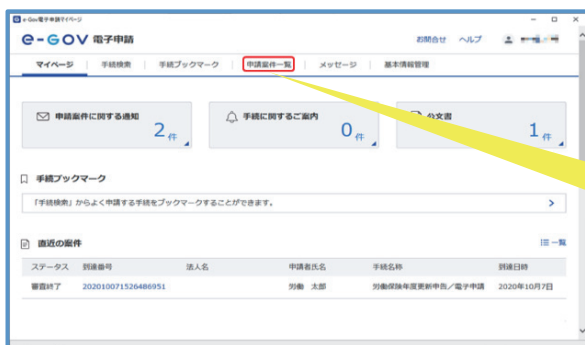 e-Gov電子申請マイページ
e-GOV 電子申請
お問合せ ヘルプ
マイページ 手続検索 手続ブックマーク 申請案件一覧 メッセージ 基本情報管理
申請案件に関する通知 2件
手続に関するご案内 0件
公文書 1件
手続ブックマーク
「手続検索」からよく申請する手続をブックマークすることができます。
直近の案件 一覧
ステータス 到達番号 法人名 申請者氏名 手続名称 到達日時
審査終了 202010071526486951 労働 太郎 労働保険年度更新申告／電子申請 2020年10月7日